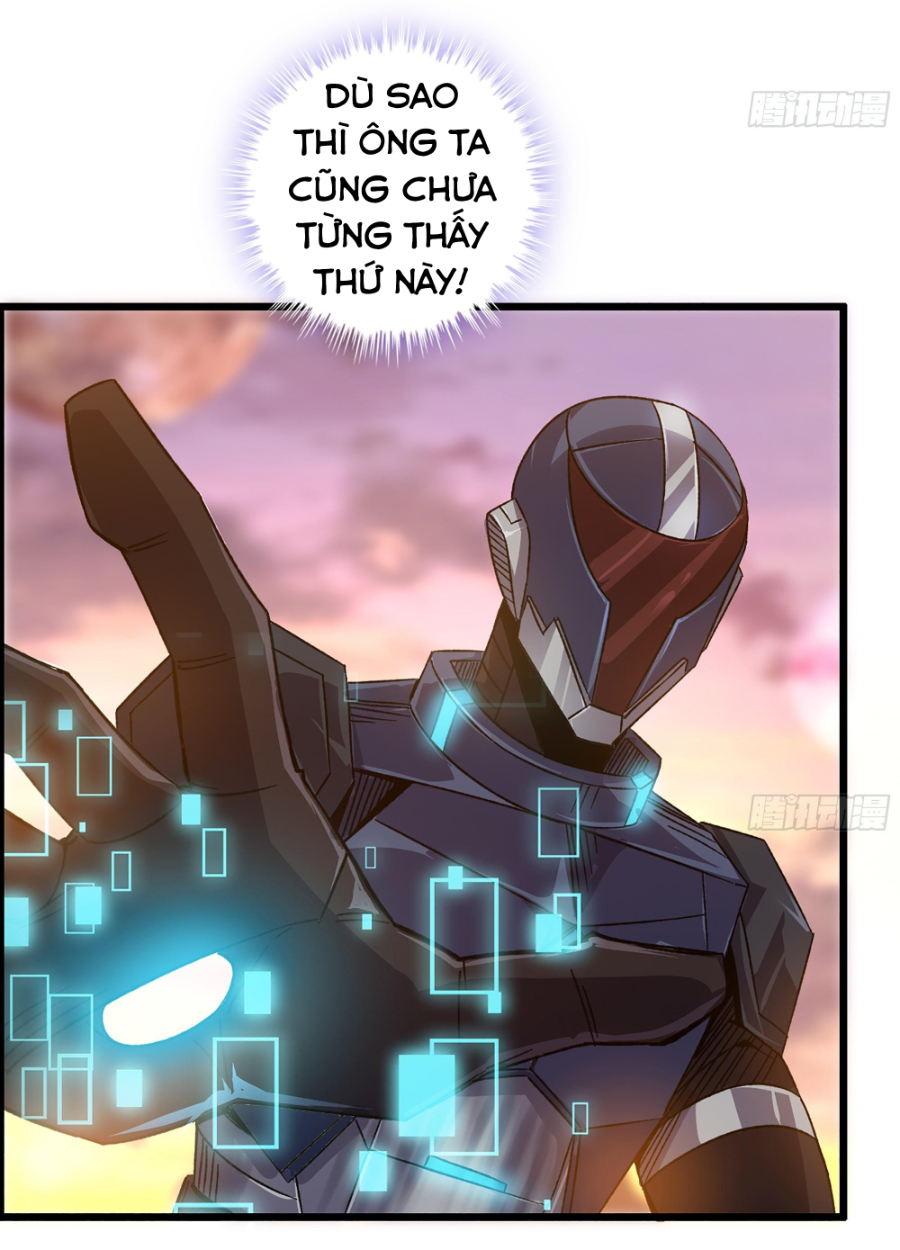 腾讯动漫
DÙ SAO
THÌ ÔNG TA
CŨNG CHƯA
TỪNG THẤY
THỨ NÀY!
腾讯动漫